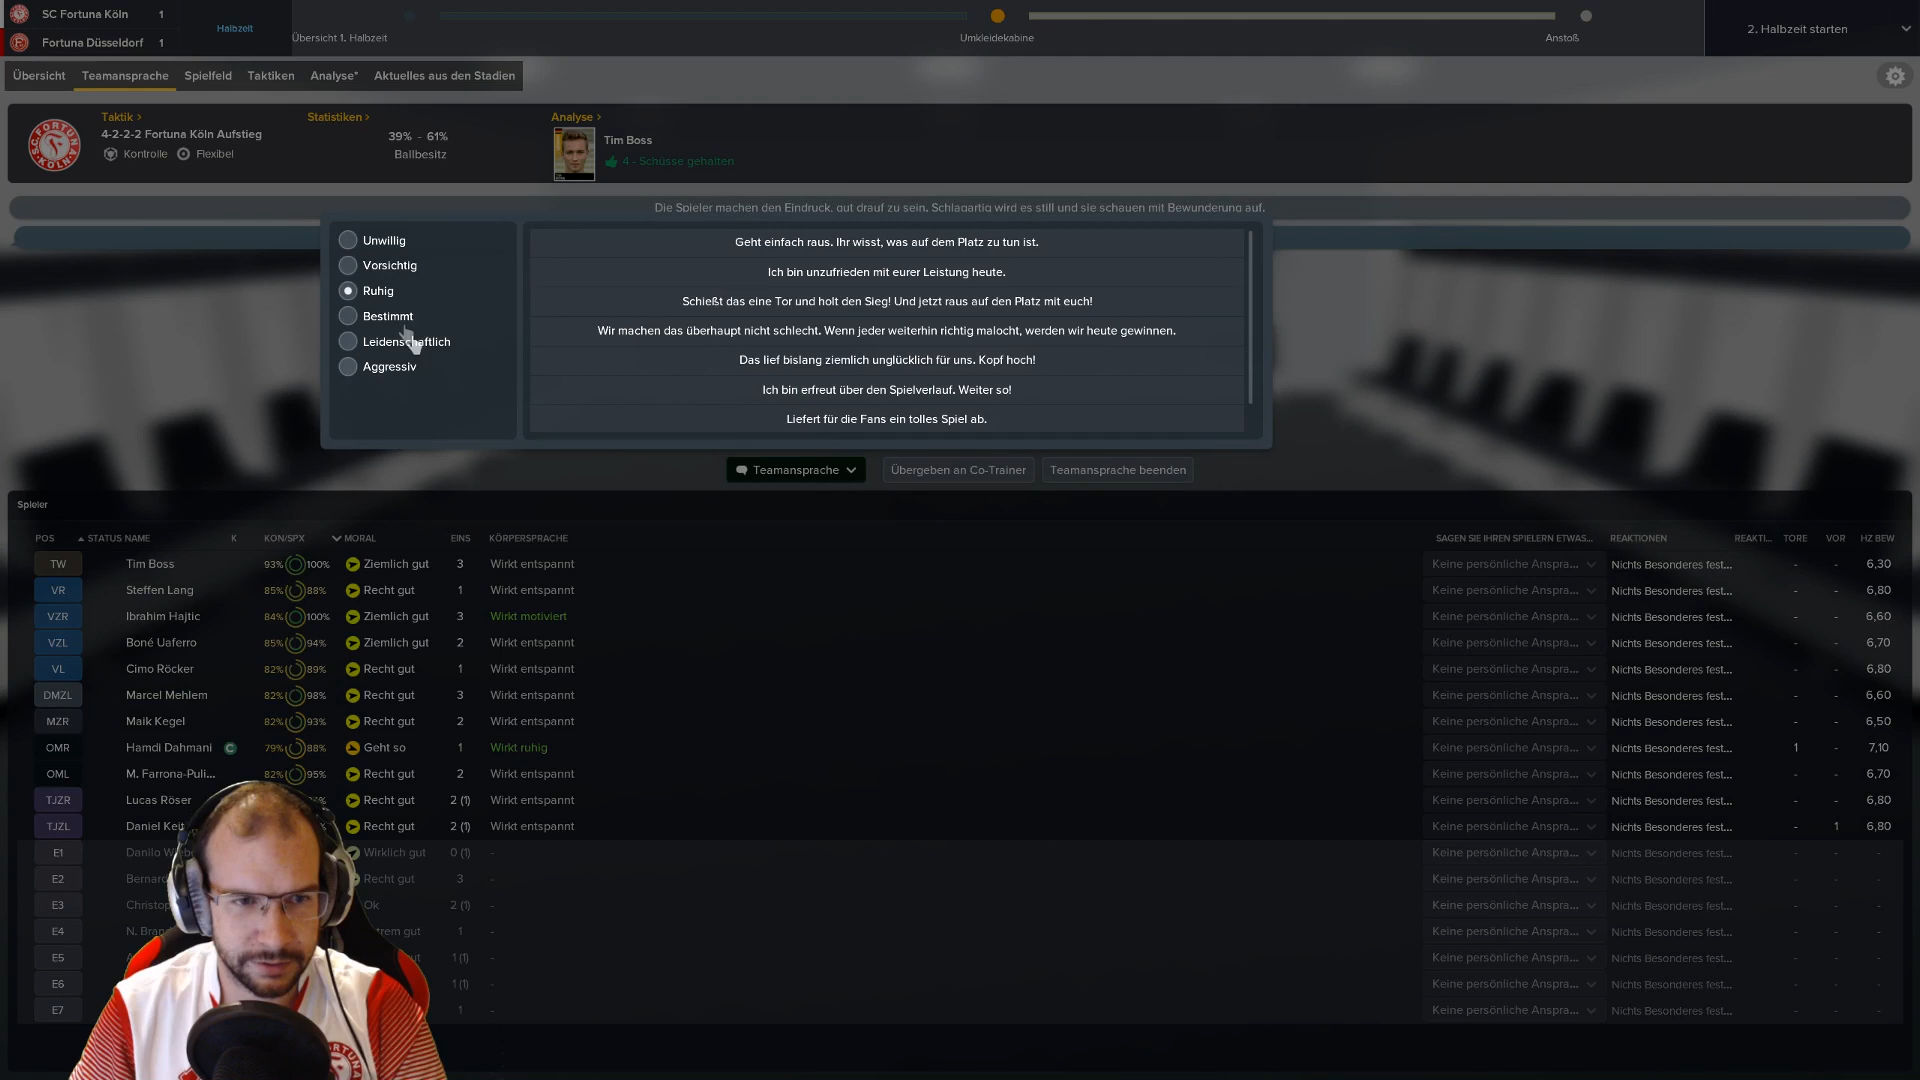 SC Fortuna Köln 1
Fortuna Düsseldorf 1
Halbzeit
Übersicht 1. Halbzeit
Umkleidekabine
Anstoß
2. Halbzeit starten
Übersicht Teamansprache Spielfeld Taktiken Analyse* Aktuelles aus den Stadien
Taktik >
4-2-2-2 Fortuna Köln Aufstieg
Kontrolle Flexibel
Statistiken >
39% - 61%
Ballbesitz
Analyse >
Tim Boss
4 - Schüsse gehalten
Die Spieler machen den Eindruck, gut drauf zu sein. Schlagartig wird es still und sie schauen mit Bewunderung auf.
Unwillig
Vorsichtig
Ruhig
Bestimmt
Leidenschaftlich
Aggressiv
Geht einfach raus. Ihr wisst, was auf dem Platz zu tun ist.
Ich bin unzufrieden mit eurer Leistung heute.
Schießt das eine Tor und holt den Sieg! Und jetzt raus auf den Platz mit euch!
Wir machen das überhaupt nicht schlecht. Wenn jeder weiterhin richtig malocht, werden wir heute gewinnen.
Das lief bislang ziemlich unglücklich für uns. Kopf hoch!
Ich bin erfreut über den Spielverlauf. Weiter so!
Liefert für die Fans ein tolles Spiel ab.
Teamansprache Übergeben an Co-Trainer Teamansprache beenden
Spieler
POS STATUS NAME K KON/SPX MORAL EINS KÖRPERSPRACHE SAGEN SIE IHREN SPIELERN ETWAS... REAKTIONEN REAKTI... TORE VOR HZ BEW
TW Tim Boss 93% 100% Ziemlich gut 3 Wirkt entspannt Keine persönliche Anspra... Nichts Besonderes fest... - - 6,30
VR Steffen Lang 85% 88% Recht gut 1 Wirkt entspannt Keine persönliche Anspra... Nichts Besonderes fest... - - 6,80
VZR Ibrahim Hajtic 84% 100% Ziemlich gut 3 Wirkt motiviert Keine persönliche Anspra... Nichts Besonderes fest... - - 6,60
VZL Boné Uaferro 85% 94% Ziemlich gut 2 Wirkt entspannt Keine persönliche Anspra... Nichts Besonderes fest... - - 6,70
VL Cimo Röcker 82% 89% Recht gut 1 Wirkt entspannt Keine persönliche Anspra... Nichts Besonderes fest... - - 6,80
DMZL Marcel Mehlem 82% 98% Recht gut 3 Wirkt entspannt Keine persönliche Anspra... Nichts Besonderes fest... - - 6,60
MZR Maik Kegel 82% 93% Recht gut 2 Wirkt entspannt Keine persönliche Anspra... Nichts Besonderes fest... - - 6,50
OMR Hamdi Dahmani C 79% 88% Geht so 1 Wirkt ruhig Keine persönliche Anspra... Nichts Besonderes fest... 1 - 7,10
OML M. Farrona-Puli... 82% 95% Recht gut 2 Wirkt entspannt Keine persönliche Anspra... Nichts Besonderes fest... - - 6,70
TJZR Lucas Röser Recht gut 2 (1) Wirkt entspannt Keine persönliche Anspra... Nichts Besonderes fest... - - 6,80
TJZL Daniel Keit Recht gut 2 (1) Wirkt entspannt Keine persönliche Anspra... Nichts Besonderes fest... - 1 6,80
E1 Danilo Wirklich gut 0 (1) - Keine persönliche Anspra... Nichts Besonderes fest... - - -
E2 Bernard Recht gut 3 - Keine persönliche Anspra... Nichts Besonderes fest... - - -
E3 Christop Ok 2 (1) - Keine persönliche Anspra... Nichts Besonderes fest... - - -
E4 N. Bran trem gut 1 - Keine persönliche Anspra... Nichts Besonderes fest... - - -
E5 ut 1 (1) - Keine persönliche Anspra... Nichts Besonderes fest... - - -
E6 1 (1) - Keine persönliche Anspra... Nichts Besonderes fest... - - -
E7 1 - Keine persönliche Anspra... Nichts Besonderes fest... - - -